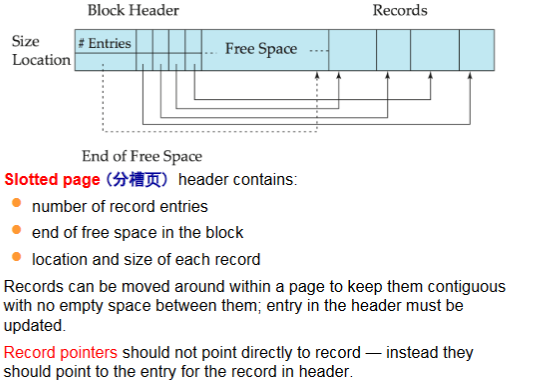 Block Header
Records
Size
Location
# Entries
Free Space
End of Free Space
Slotted page (分槽页) header contains:
number of record entries
end of free space in the block
location and size of each record
Records can be moved around within a page to keep them contiguous
with no empty space between them; entry in the header must be
updated.
Record pointers should not point directly to record — instead they
should point to the entry for the record in header.